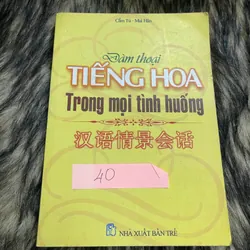 Cẩm Tú - Mai Hân
Đàm thoại
TIẾNG HOA
Trong mọi tình huống
汉语情景会话
40
NHÀ XUẤT BẢN TRẺ